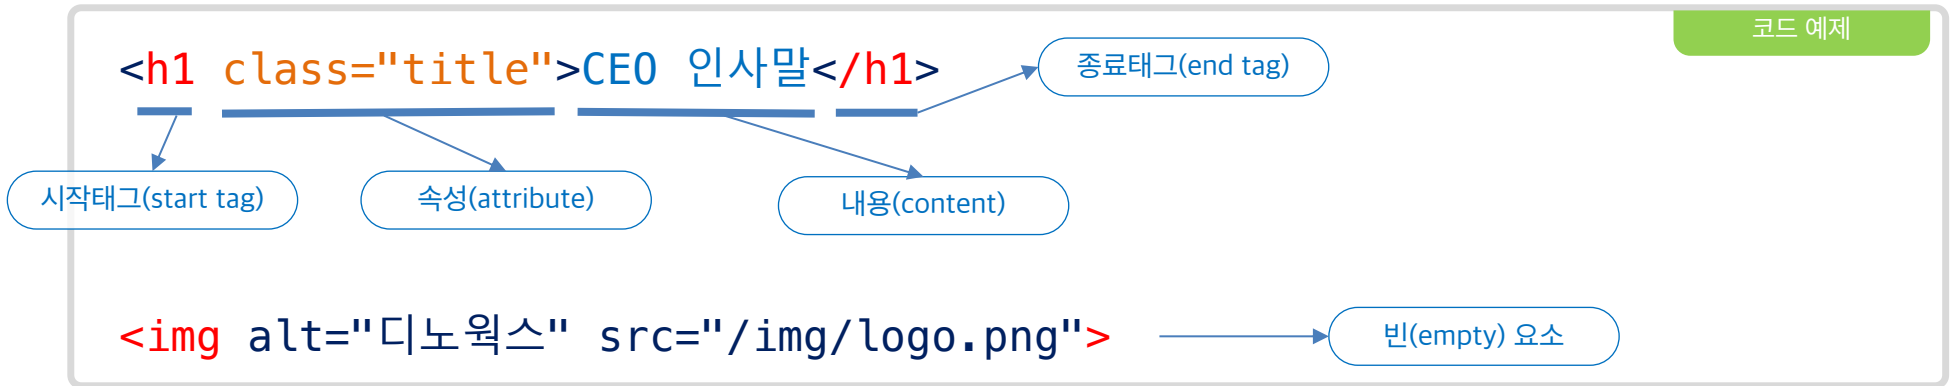 코드 예제
<h1 class="title">CEO 인사말</h1>
종료태그(end tag)
시작태그(start tag)
속성(attribute)
내용(content)
<img alt="디노웍스" src="/img/logo.png">
빈(empty) 요소